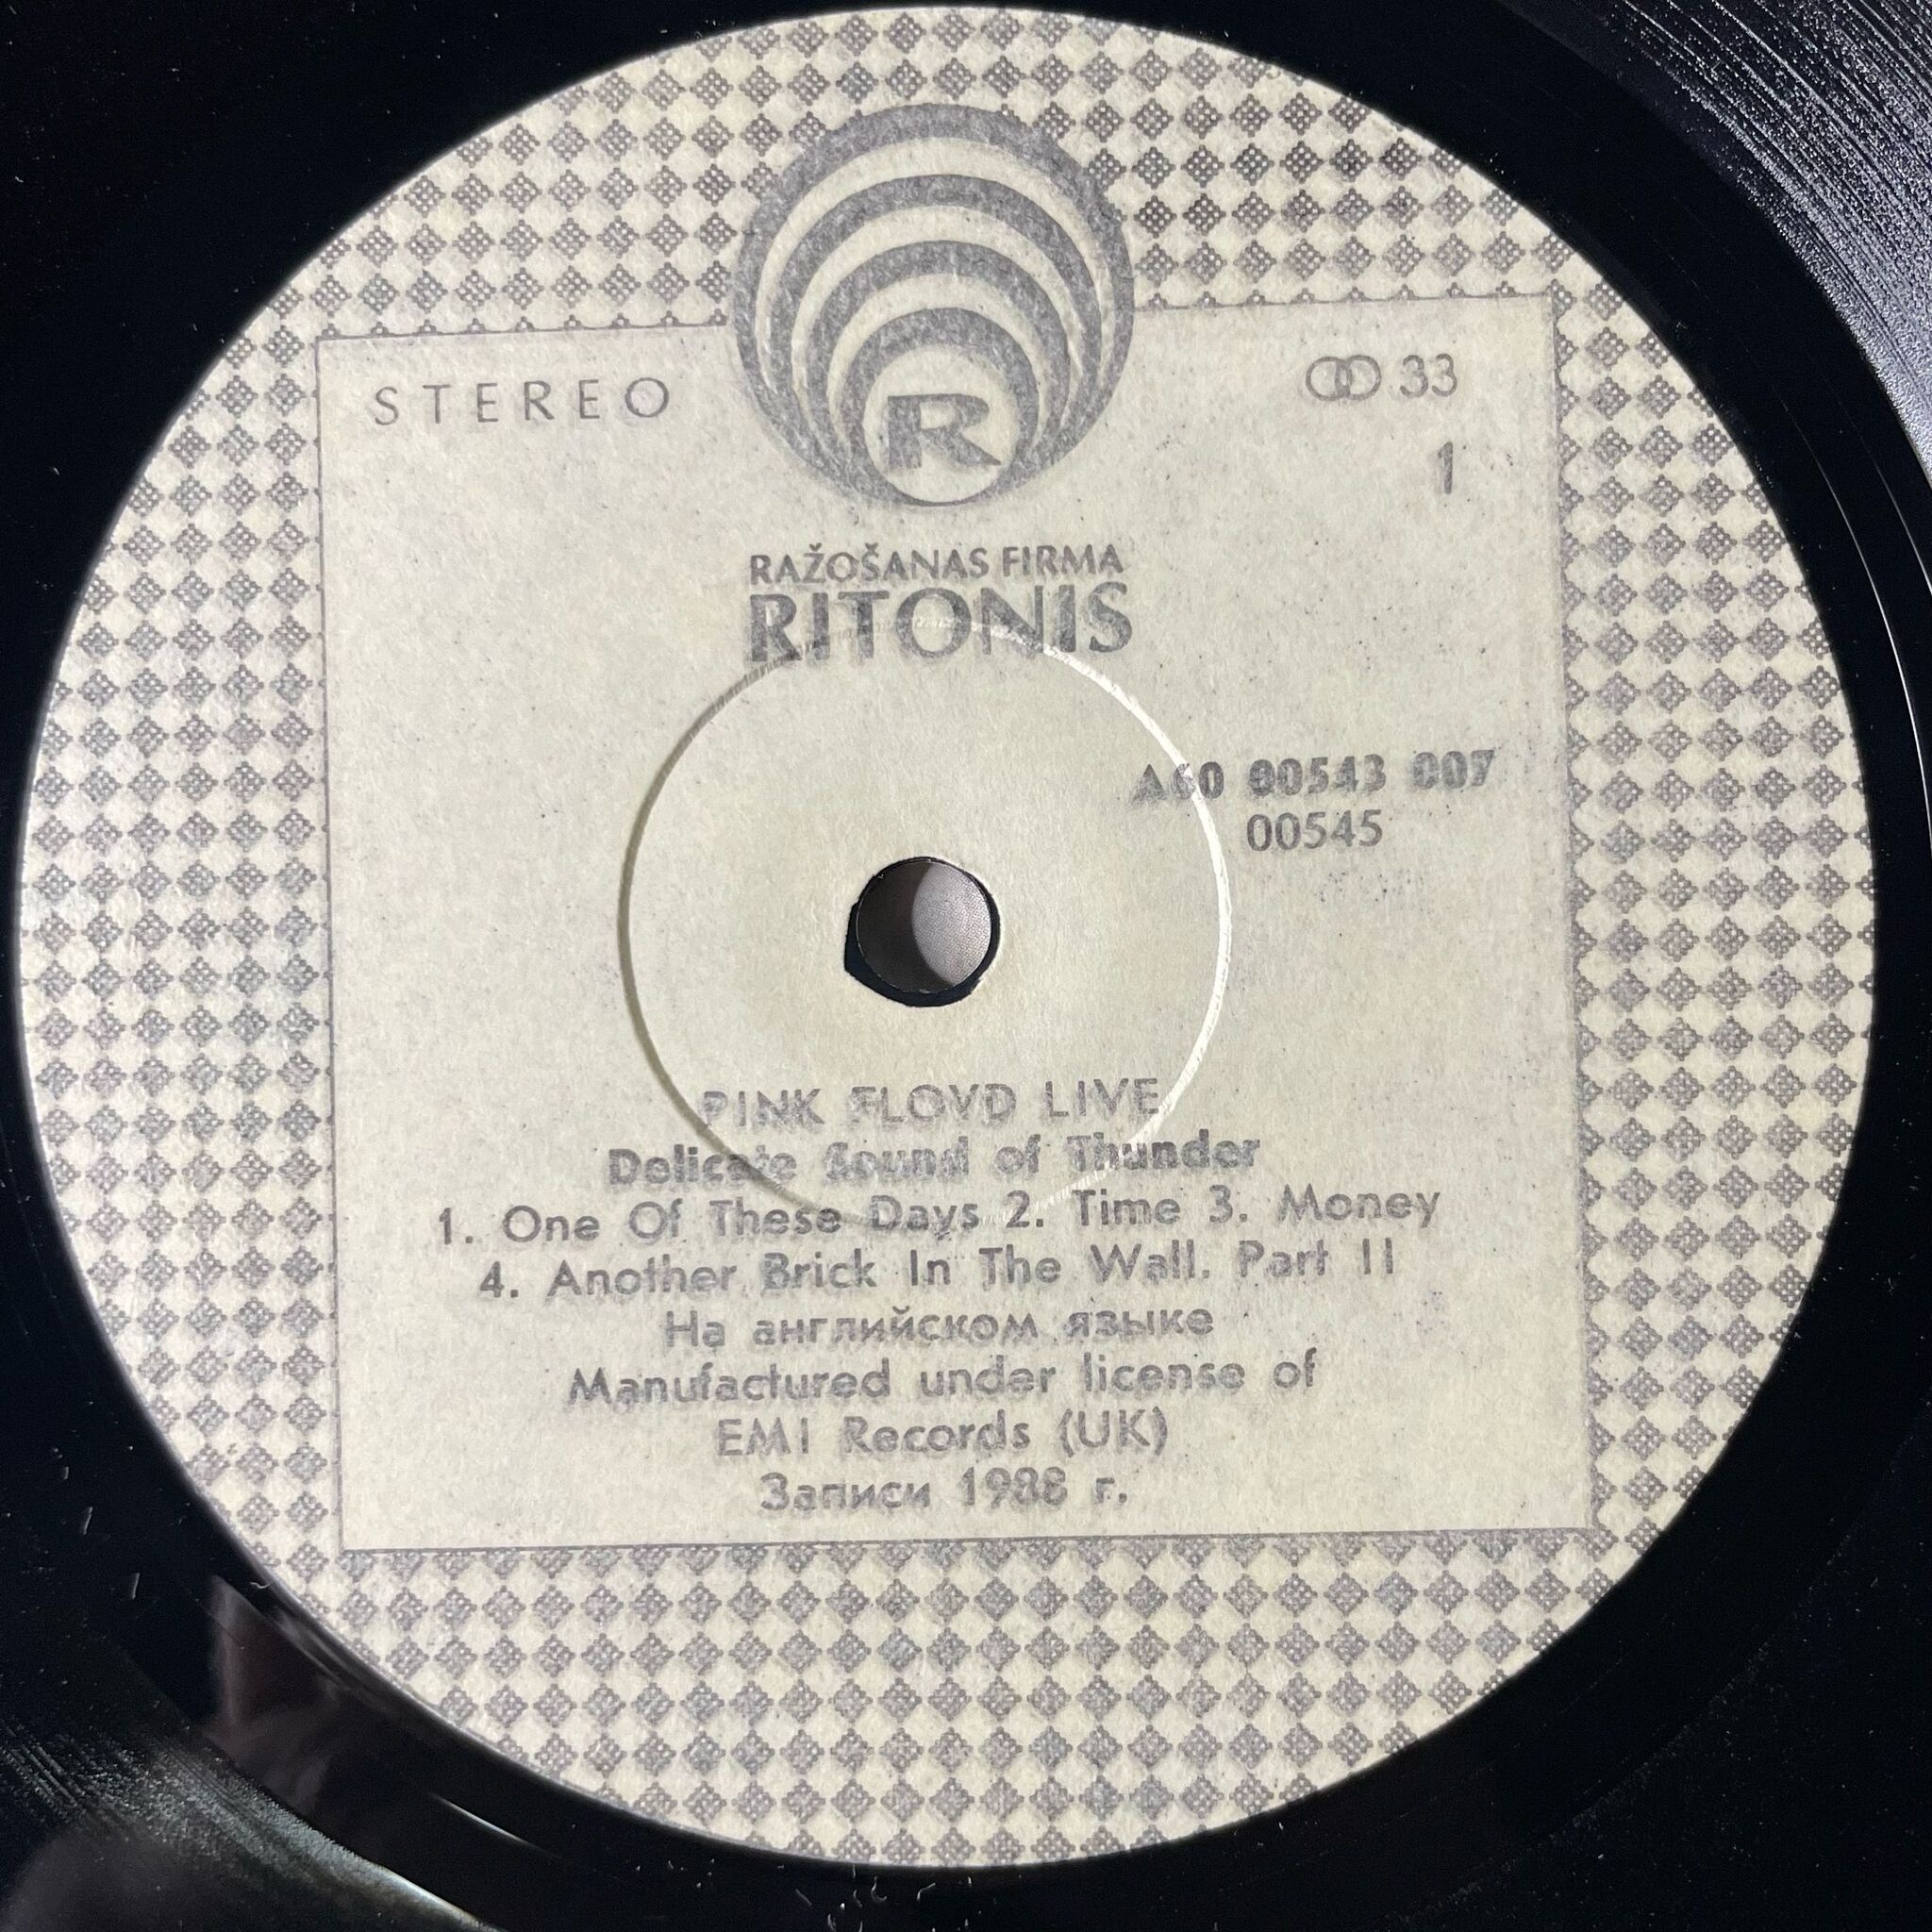 STEREO
R
33
1
RAŽOŠANAS FIRMA
RITONIS
A60 00543 007
00545
PINK FLOYD LIVE
Delicate Sound of Thunder
1. One Of These Days 2. Time 3. Money
4. Another Brick In The Wall. Part II
На английском языке
Manufactured under license of
EMI Records (UK)
Записи 1988 г.